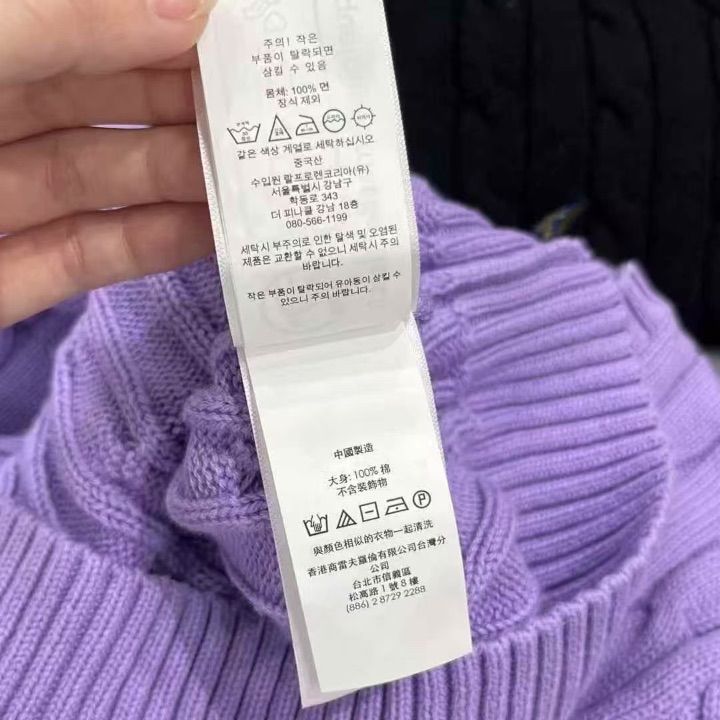 주의! 작은
부품이 탈락되면
삼킬 수 있음
몸체: 100% 면
장식 제외
같은 색상 계열로 세탁하십시오
중국산
수입원 랄프로렌코리아(유)
서울특별시 강남구
학동로 343
더 피나클 강남 18층
080-566-1199
세탁시 부주의로 인한 탈색 및 오염된
제품은 교환할 수 없으니 세탁시 주의
바랍니다.
작은 부품이 탈락되어 유아동이 삼킬 수
있으니 주의 바랍니다.
中國製造
大身: 100% 棉
不含裝飾物
P
與顏色相似的衣物一起清洗
香港商雷夫羅倫有限公司台灣分
公司
台北市信義區
松高路 1 號 8 樓
(886) 2 8729 2288